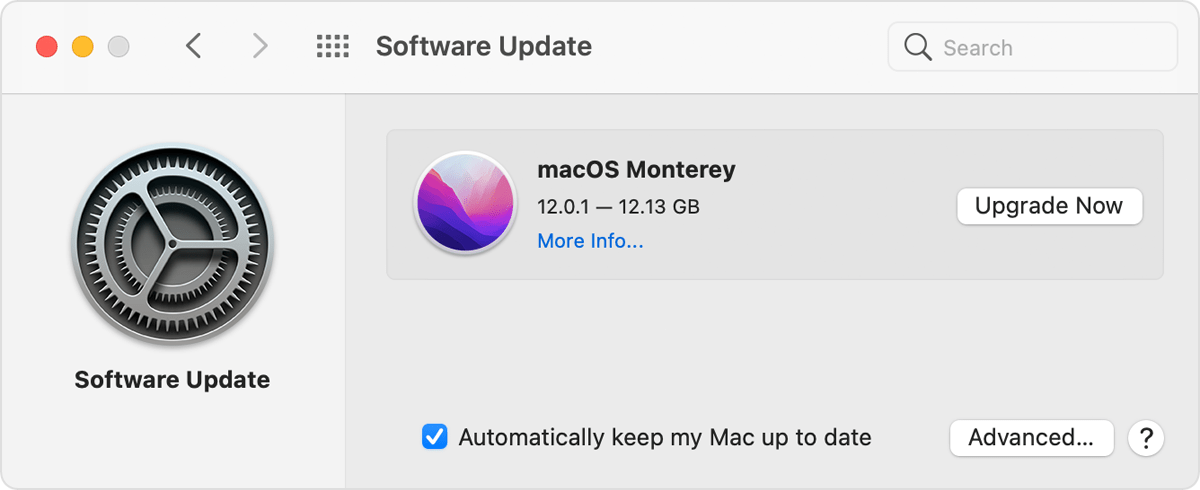 Software Update
Search
macOS Monterey
12.0.1 — 12.13 GB
More Info...
Upgrade Now
Software Update
Automatically keep my Mac up to date
Advanced...
?